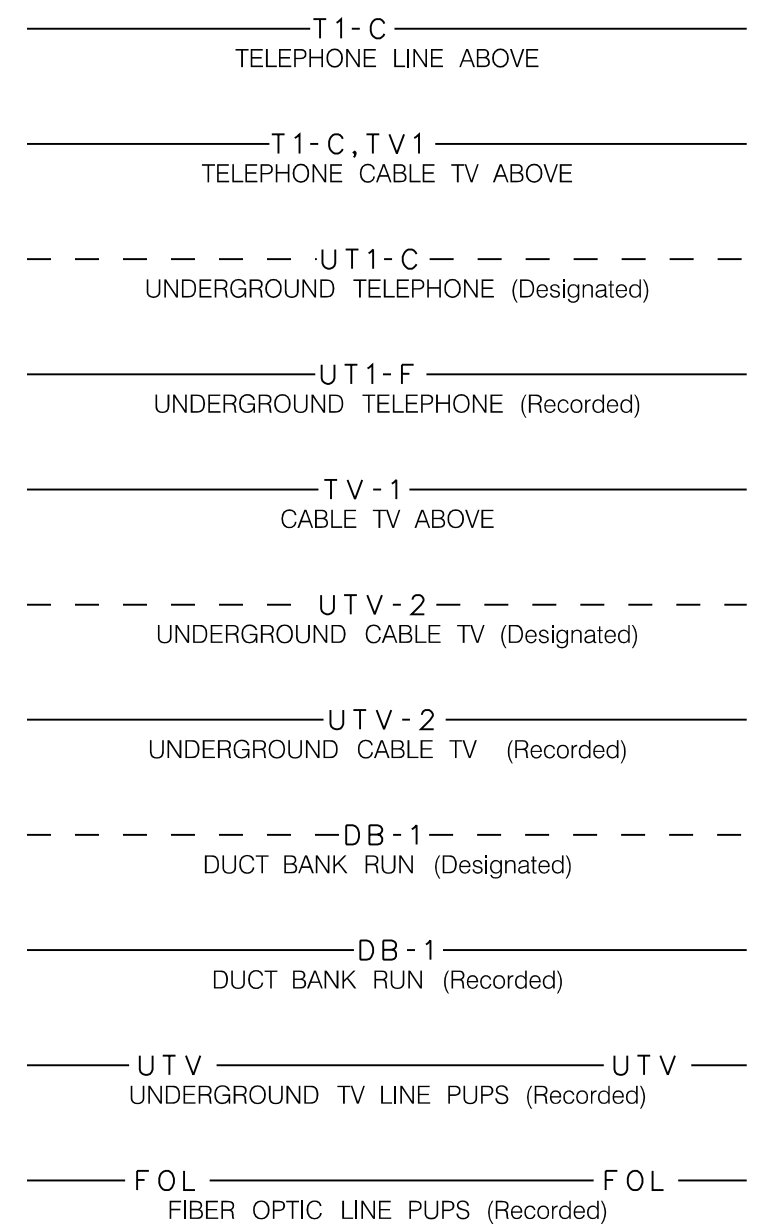 T1-C
TELEPHONE LINE ABOVE
T1-C,TV1
TELEPHONE CABLE TV ABOVE
UT1-C
UNDERGROUND TELEPHONE (Designated)
UT1-F
UNDERGROUND TELEPHONE (Recorded)
TV-1
CABLE TV ABOVE
UTV-2
UNDERGROUND CABLE TV (Designated)
UTV-2
UNDERGROUND CABLE TV (Recorded)
DB-1
DUCT BANK RUN (Designated)
DB-1
DUCT BANK RUN (Recorded)
UTV UTV
UNDERGROUND TV LINE PUPS (Recorded)
FOL FOL
FIBER OPTIC LINE PUPS (Recorded)